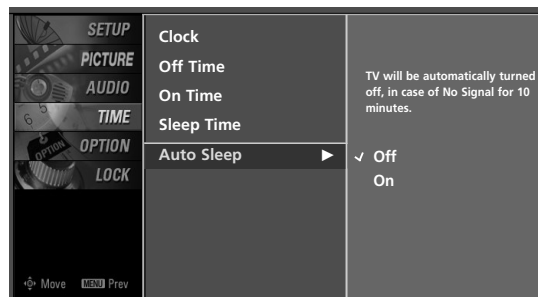 SETUP
PICTURE
AUDIO
TIME
OPTION
LOCK
Move MENU Prev
Clock
Off Time
On Time
Sleep Time
Auto Sleep
TV will be automatically turned
off, in case of No Signal for 10
minutes.
Off
On